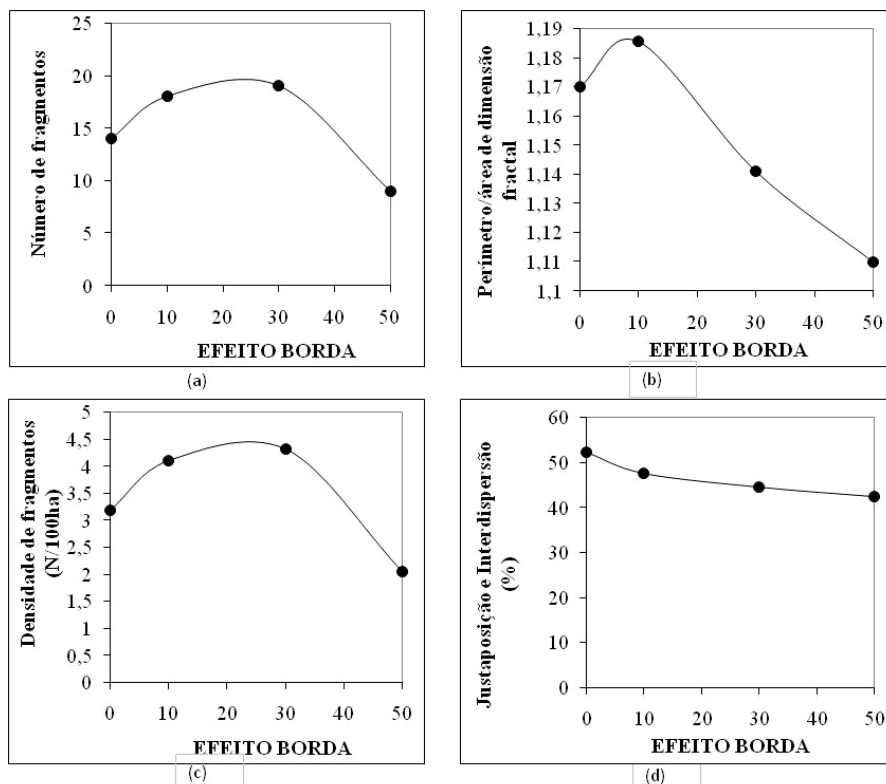 25
20
15
10
5
0
Número de fragmentos
0 10 20 30 40 50
EFEITO BORDA
(a)
1,19
1,18
1,17
1,16
1,15
1,14
1,13
1,12
1,11
1,1
Perímetro/área de dimensão
fractal
0 10 20 30 40 50
EFEITO BORDA
(b)
5
4,5
4
3,5
3
2,5
2
1,5
1
0,5
0
Densidade de fragmentos
(N/100ha)
0 10 20 30 40 50
EFEITO BORDA
(c)
60
50
40
30
20
10
0
Justaposição e Interdispersão
(%)
0 10 20 30 40 50
EFEITO BORDA
(d)